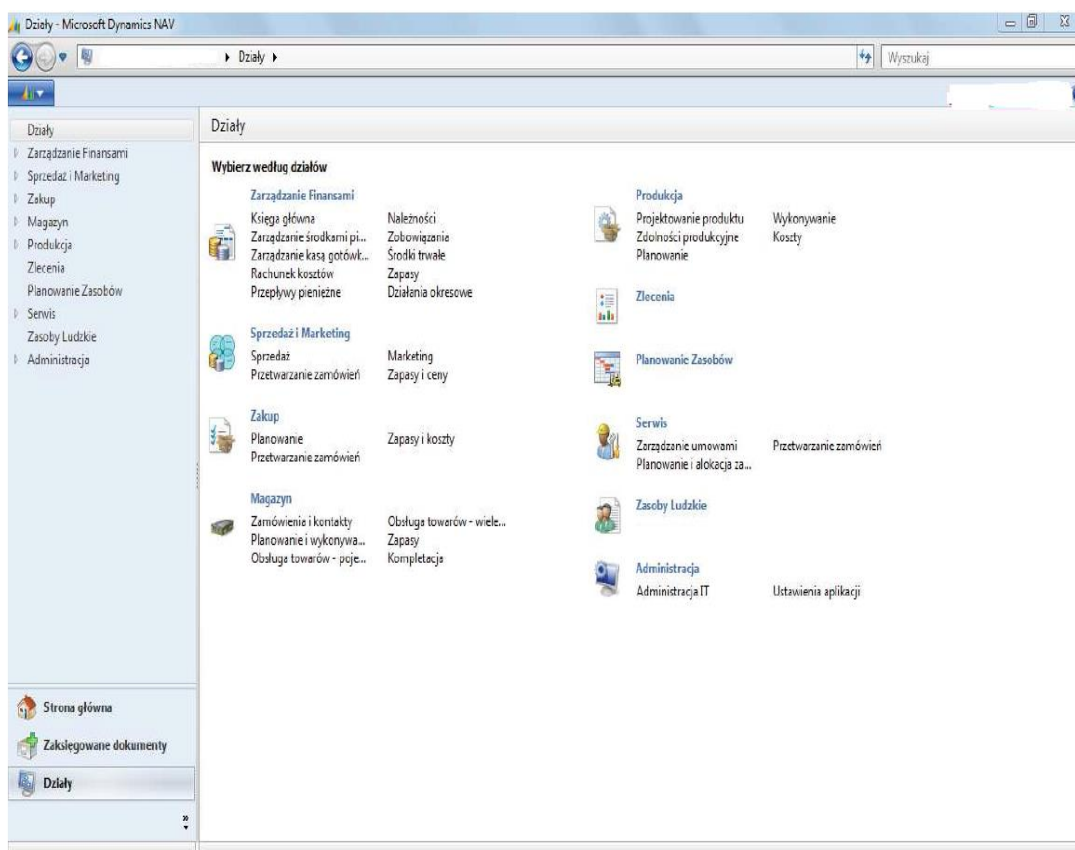 Działy - Microsoft Dynamics NAV
Działy
Wyszukaj
Działy
Zarządzanie Finansami
Sprzedaż i Marketing
Zakup
Magazyn
Produkcja
Zlecenia
Planowanie Zasobów
Serwis
Zasoby Ludzkie
Administracja
Strona główna
Zaksięgowane dokumenty
Działy
Działy
Wybierz według działów
Zarządzanie Finansami
Księga główna Należności
Zarządzanie środkami pi... Zobowiązania
Zarządzanie kasą gotówk... Środki trwałe
Rachunek kosztów Zapasy
Przepływy pieniężne Działania okresowe
Sprzedaż i Marketing
Sprzedaż Marketing
Przetwarzanie zamówień Zapasy i ceny
Zakup
Planowanie Zapasy i koszty
Przetwarzanie zamówień
Magazyn
Zamówienia i kontakty Obsługa towarów - wiele...
Planowanie i wykonywa... Zapasy
Obsługa towarów - poje... Kompletacja
Produkcja
Projektowanie produktu Wykonywanie
Zdolności produkcyjne Koszty
Planowanie
Zlecenia
Planowanie Zasobów
Serwis
Zarządzanie umowami Przetwarzanie zamówień
Planowanie i alokacja za...
Zasoby Ludzkie
Administracja
Administracja IT Ustawienia aplikacji